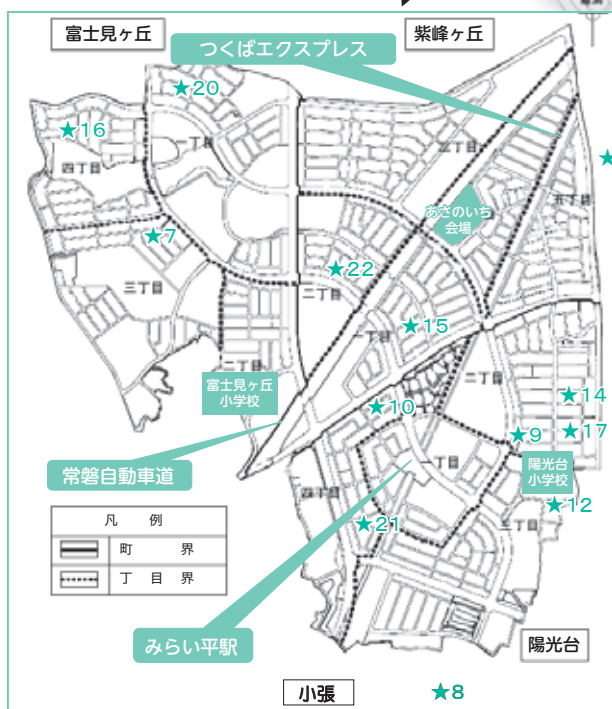 富士見ヶ丘
紫峰ヶ丘
つくばエクスプレス
★20
★16
一丁目
三丁目
四丁目
★
あさのいち
会場
五丁目
★7
★22
三丁目
二丁目
★15
一丁目
二丁目
富士見ヶ丘
小学校
★10
二丁目
★14
★9
★17
常磐自動車道
一丁目
陽光台
小学校
四丁目
★12
★21
三丁目
凡 例
町 界
丁 目 界
みらい平駅
陽光台
小張
★8